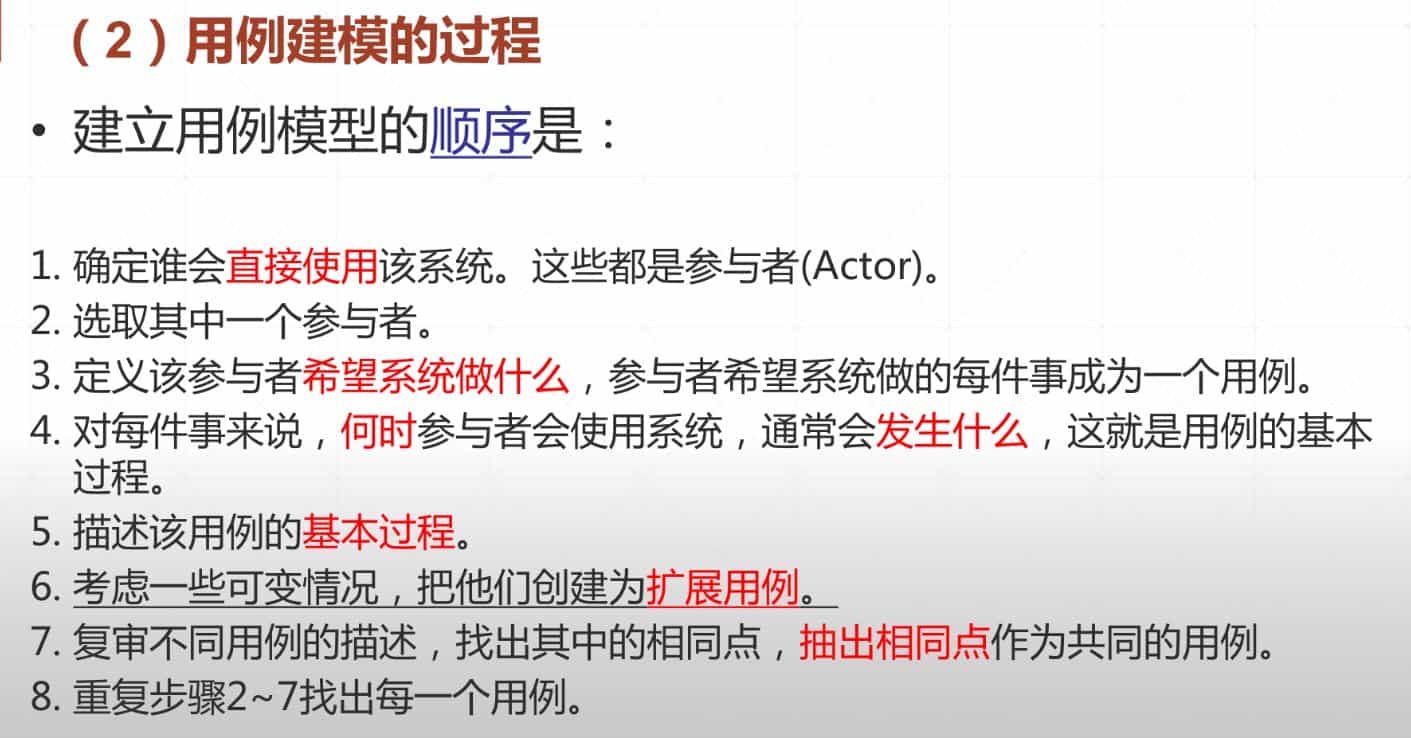 （2）用例建模的过程
• 建立用例模型的顺序是：
1. 确定谁会直接使用该系统。这些都是参与者(Actor)。
2. 选取其中一个参与者。
3. 定义该参与者希望系统做什么，参与者希望系统做的每件事成为一个用例。
4. 对每件事来说，何时参与者会使用系统，通常会发生什么，这就是用例的基本
过程。
5. 描述该用例的基本过程。
6. 考虑一些可变情况，把他们创建为扩展用例。
7. 复审不同用例的描述，找出其中的相同点，抽出相同点作为共同的用例。
8. 重复步骤2~7找出每一个用例。